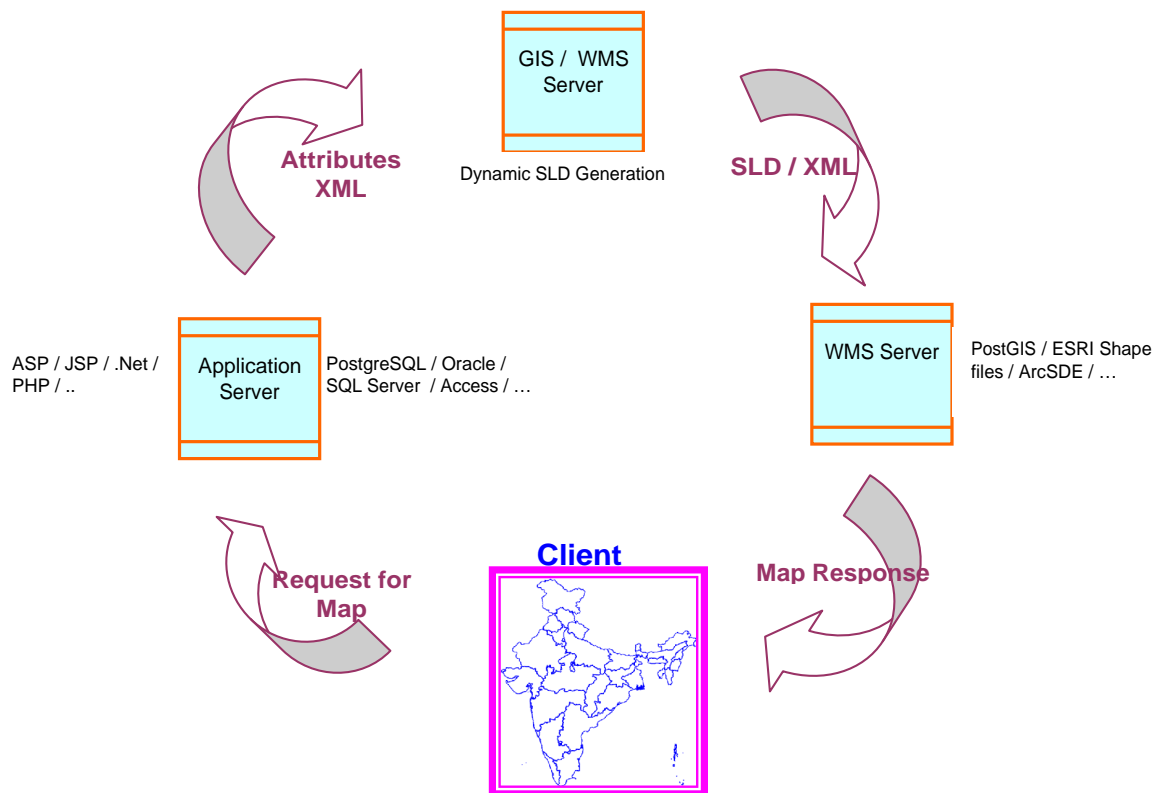 GIS / WMS
Server
Dynamic SLD Generation
Attributes
XML
SLD / XML
ASP / JSP / .Net /
PHP / ..
Application
Server
PostgreSQL / Oracle /
SQL Server / Access / …
WMS Server
PostGIS / ESRI Shape
files / ArcSDE / …
Request for
Map
Client
Map Response